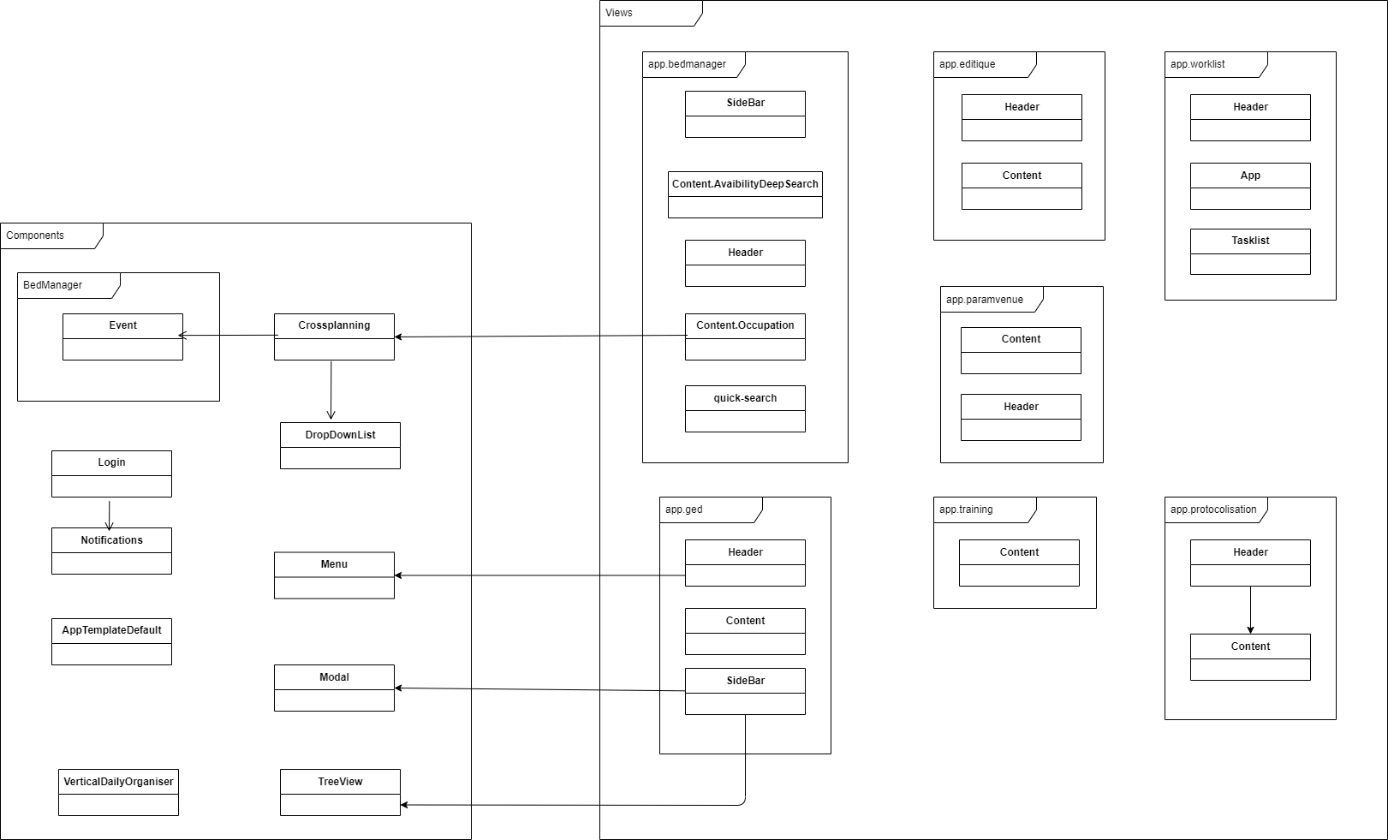 Views
app.bedmanager
SideBar
Content.AvaibilityDeepSearch
Header
Content.Occupation
quick-search
app.editique
Header
Content
app.worklist
Header
App
Tasklist
app.paramvenue
Content
Header
app.ged
Header
Content
SideBar
app.training
Content
app.protocolisation
Header
Content
Components
BedManager
Event
Crossplanning
DropDownList
Login
Notifications
Menu
AppTemplateDefault
Modal
VerticalDailyOrganiser
TreeView